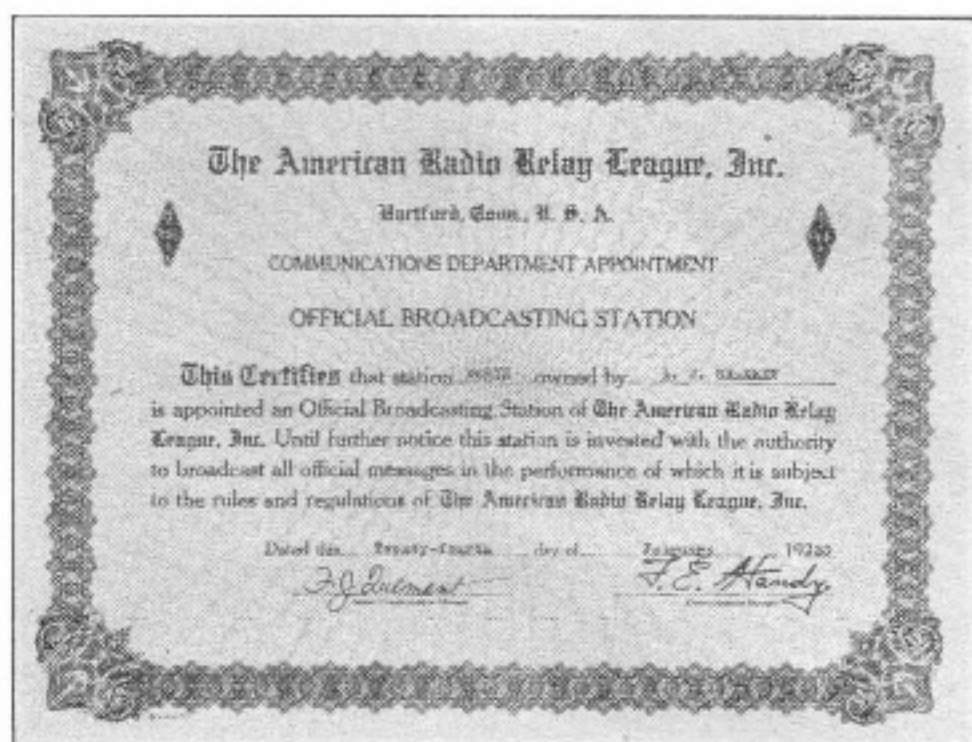 The American Radio Relay League, Inc.
Hartford, Conn., U. S. A.
COMMUNICATIONS DEPARTMENT APPOINTMENT
OFFICIAL BROADCASTING STATION
This Certifies that station owned by
is appointed an Official Broadcasting Station of The American Radio Relay
League, Inc. Until further notice this station is invested with the authority
to broadcast all official messages in the performance of which it is subject
to the rules and regulations of The American Radio Relay League, Inc.
Dated this Twenty-fourth day of
F. E. Handy